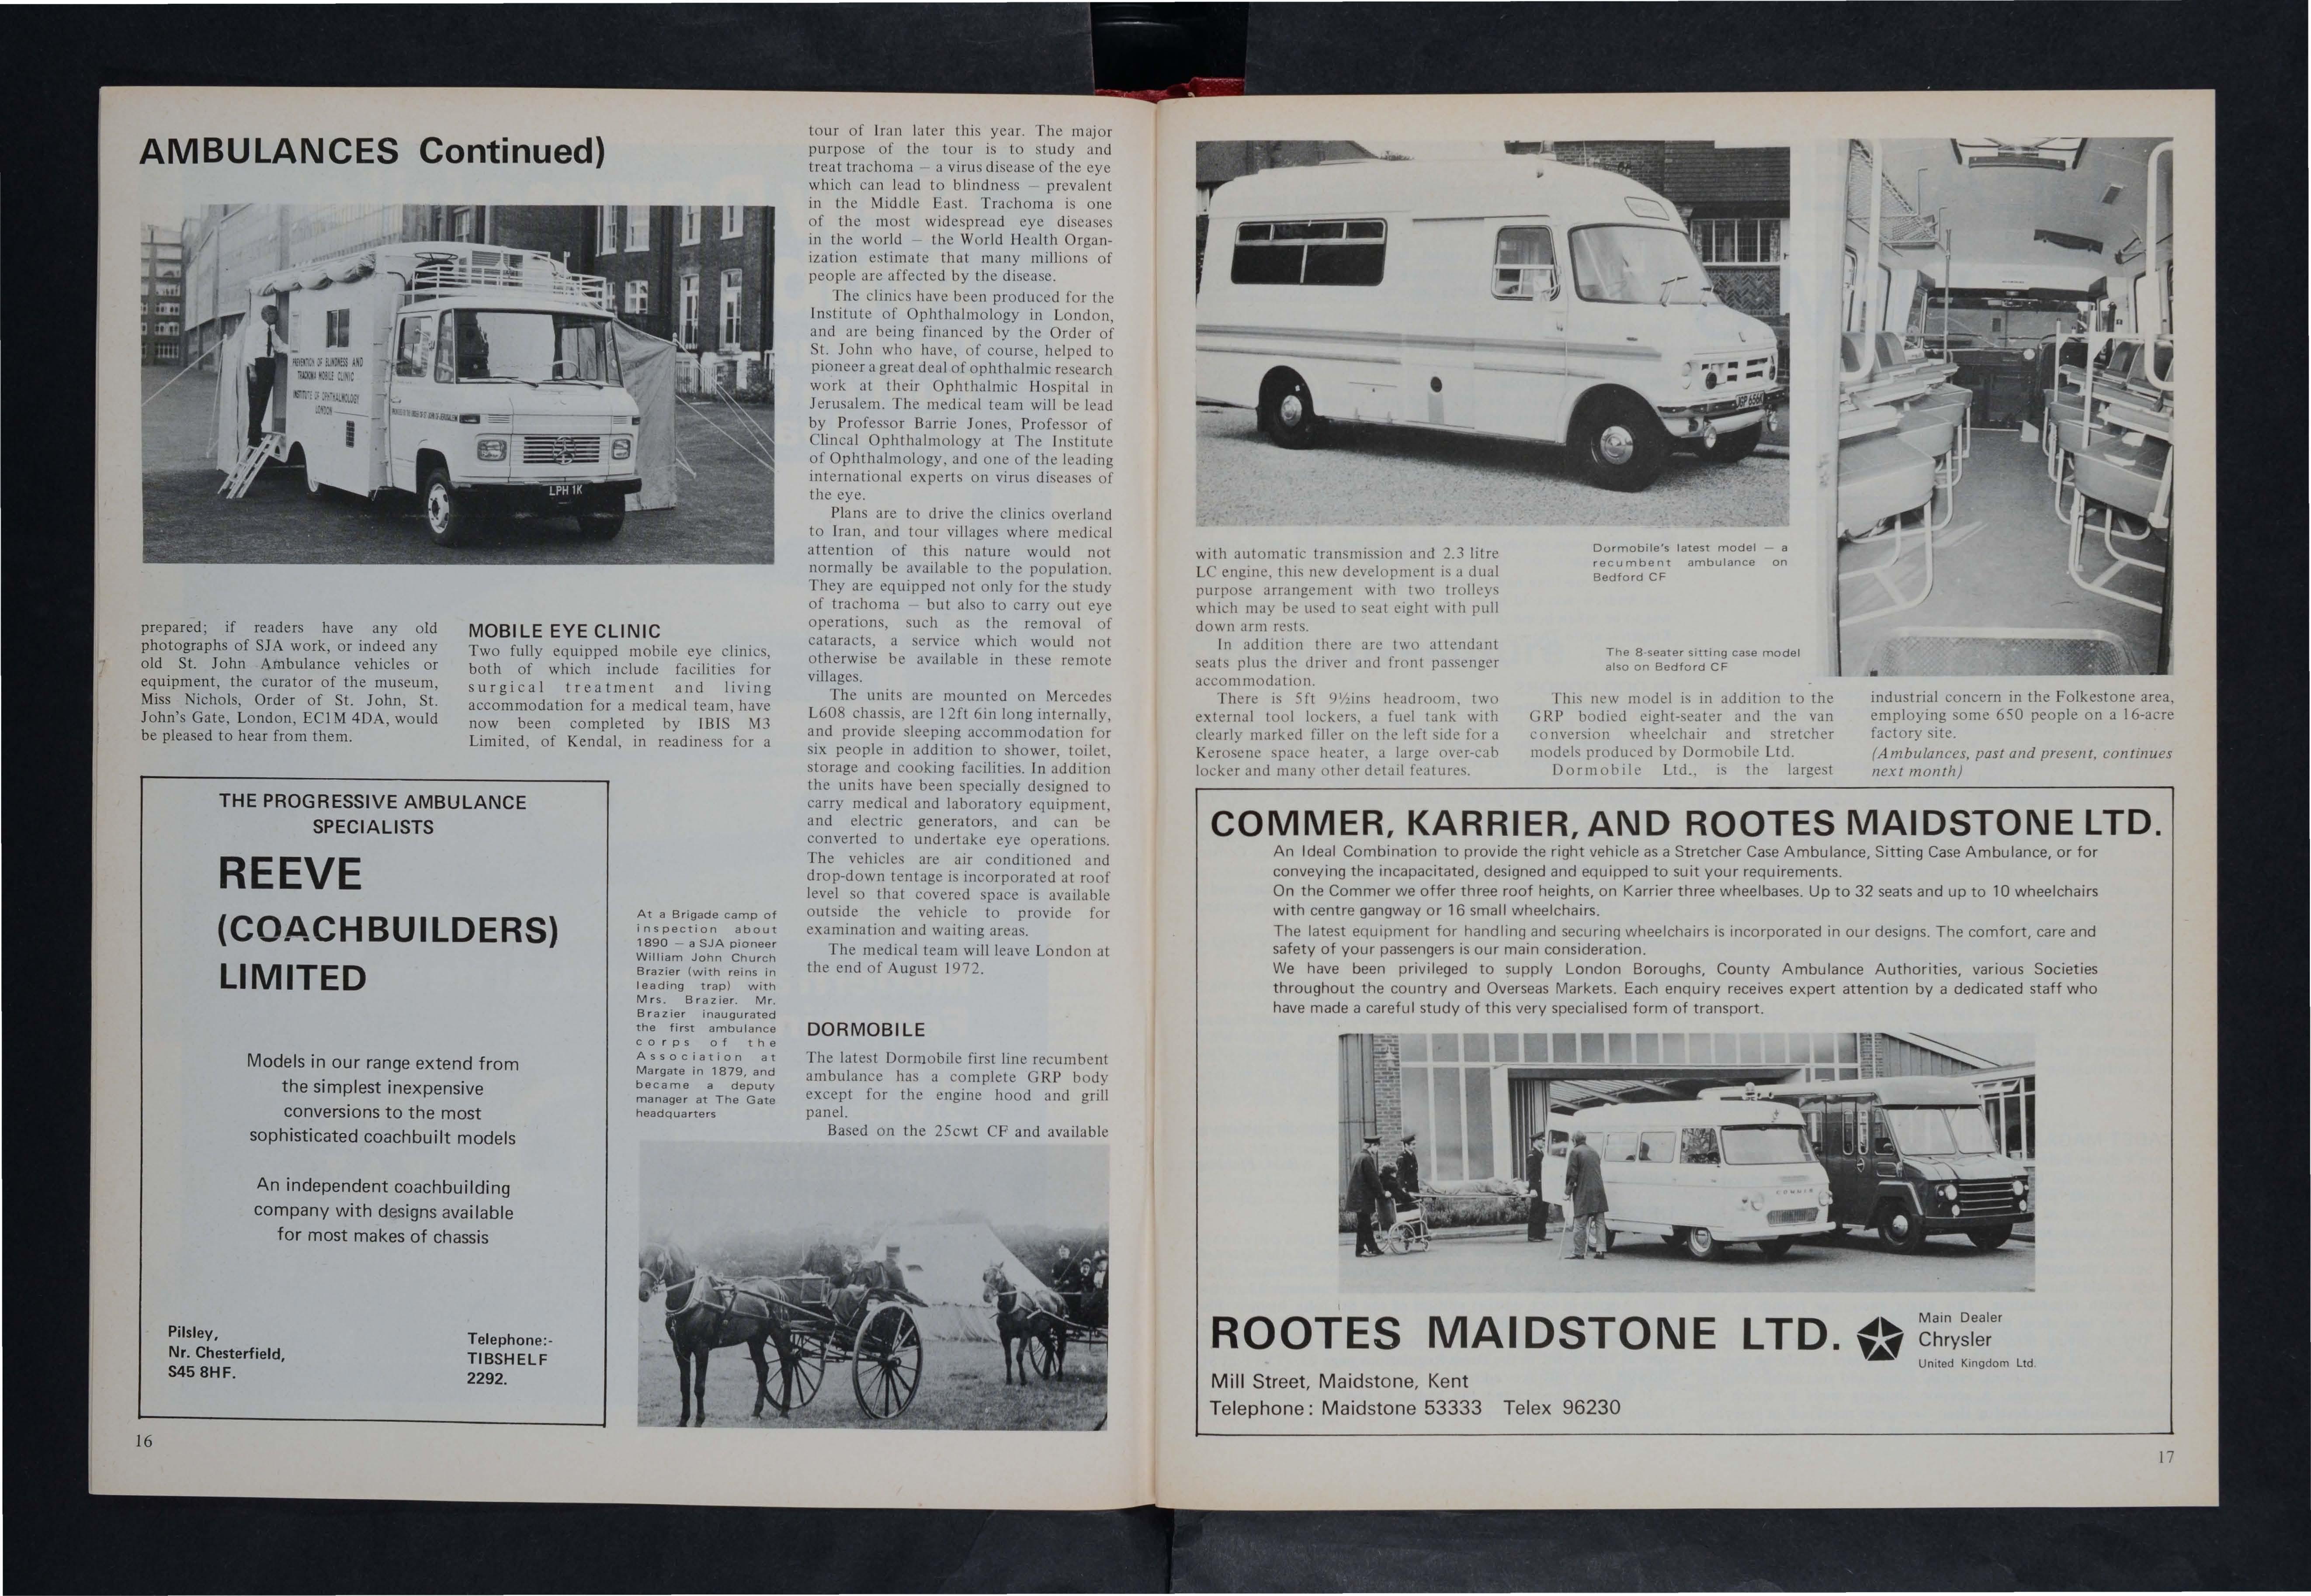 AMBULANCES Continued)
PREVENTION OF BLINDNESS AND
TRACHOMA MOBILE CLINIC
INSTITUTE OF OPHTHALMOLOGY
LONDON
LPH 1K
prepared; if readers have any old
photographs of SJA work, or indeed any
old St. John Ambulance vehicles or
equipment, the curator of the museum,
Miss Nichols, Order of St. John, St.
John's Gate, London, EC1M 4DA, would
be pleased to hear from them.
MOBILE EYE CLINIC
Two fully equipped mobile eye clinics,
both of which include facilities for
surgical treatment and living
accommodation for a medical team, have
now been completed by IBIS M3
Limited, of Kendal, in readiness for a
tour of Iran later this year. The major
purpose of the tour is to study and
treat trachoma — a virus disease of the eye
which can lead to blindness — prevalent
in the Middle East. Trachoma is one
of the most widespread eye diseases
in the world — the World Health Organ-
ization estimate that many millions of
people are affected by the disease.
The clinics have been produced for the
Institute of Ophthalmology in London,
and are being financed by the Order of
St. John who have, of course, helped to
pioneer a great deal of ophthalmic research
work at their Ophthalmic Hospital in
Jerusalem. The medical team will be lead
by Professor Barrie Jones, Professor of
Clincal Ophthalmology at The Institute
of Ophthalmology, and one of the leading
international experts on virus diseases of
the eye.
Plans are to drive the clinics overland
to Iran, and tour villages where medical
attention of this nature would not
normally be available to the population.
They are equipped not only for the study
of trachoma — but also to carry out eye
operations, such as the removal of
cataracts, a service which would not
otherwise be available in these remote
villages.
The units are mounted on Mercedes
L608 chassis, are 12ft 6in long internally,
and provide sleeping accommodation for
six people in addition to shower, toilet,
storage and cooking facilities. In addition
the units have been specially designed to
carry medical and laboratory equipment,
and electric generators, and can be
converted to undertake eye operations.
The vehicles are air conditioned and
drop-down tentage is incorporated at roof
level so that covered space is available
outside the vehicle to provide for
examination and waiting areas.
The medical team will leave London at
the end of August 1972.
DORMOBILE
The latest Dormobile first line recumbent
ambulance has a complete GRP body
except for the engine hood and grill
panel.
Based on the 25cwt CF and available
THE PROGRESSIVE AMBULANCE
SPECIALISTS
REEVE
(COACHBUILDERS)
LIMITED
Models in our range extend from
the simplest inexpensive
conversions to the most
sophisticated coachbuilt models
An independent coachbuilding
company with designs available
for most makes of chassis
Pilsley,
Nr. Chesterfield,
S45 8HF.
Telephone:-
TIBSHELF
2292.
At a Brigade camp of
inspection about
1890 — a SJA pioneer
William John Church
Brazier (with reins in
leading trap) with
Mrs. Brazier. Mr.
Brazier inaugurated
the first ambulance
corps of the
Association at
Margate in 1879, and
became a deputy
manager at The Gate
headquarters
16
JGP 656K
with automatic transmission and 2.3 litre
LC engine, this new development is a dual
purpose arrangement with two trolleys
which may be used to seat eight with pull
down arm rests.
In addition there are two attendant
seats plus the driver and front passenger
accommodation.
There is 5ft 9½ins headroom, two
external tool lockers, a fuel tank with
clearly marked filler on the left side for a
Kerosene space heater, a large over-cab
locker and many other detail features.
Dormobile's latest model — a
recumbent ambulance on
Bedford CF
The 8-seater sitting case model
also on Bedford CF
This new model is in addition to the
GRP bodied eight-seater and the van
conversion wheelchair and stretcher
models produced by Dormobile Ltd.
Dormobile Ltd., is the largest
industrial concern in the Folkestone area,
employing some 650 people on a 16-acre
factory site.
(Ambulances, past and present, continues
next month)
COMMER, KARRIER, AND ROOTES MAIDSTONE LTD.
An Ideal Combination to provide the right vehicle as a Stretcher Case Ambulance, Sitting Case Ambulance, or for
conveying the incapacitated, designed and equipped to suit your requirements.
On the Commer we offer three roof heights, on Karrier three wheelbases. Up to 32 seats and up to 10 wheelchairs
with centre gangway or 16 small wheelchairs.
The latest equipment for handling and securing wheelchairs is incorporated in our designs. The comfort, care and
safety of your passengers is our main consideration.
We have been privileged to supply London Boroughs, County Ambulance Authorities, various Societies
throughout the country and Overseas Markets. Each enquiry receives expert attention by a dedicated staff who
have made a careful study of this very specialised form of transport.
COMMER
ROOTES MAIDSTONE LTD.
Main Dealer
Chrysler
United Kingdom Ltd.
Mill Street, Maidstone, Kent
Telephone: Maidstone 53333 Telex 96230
17